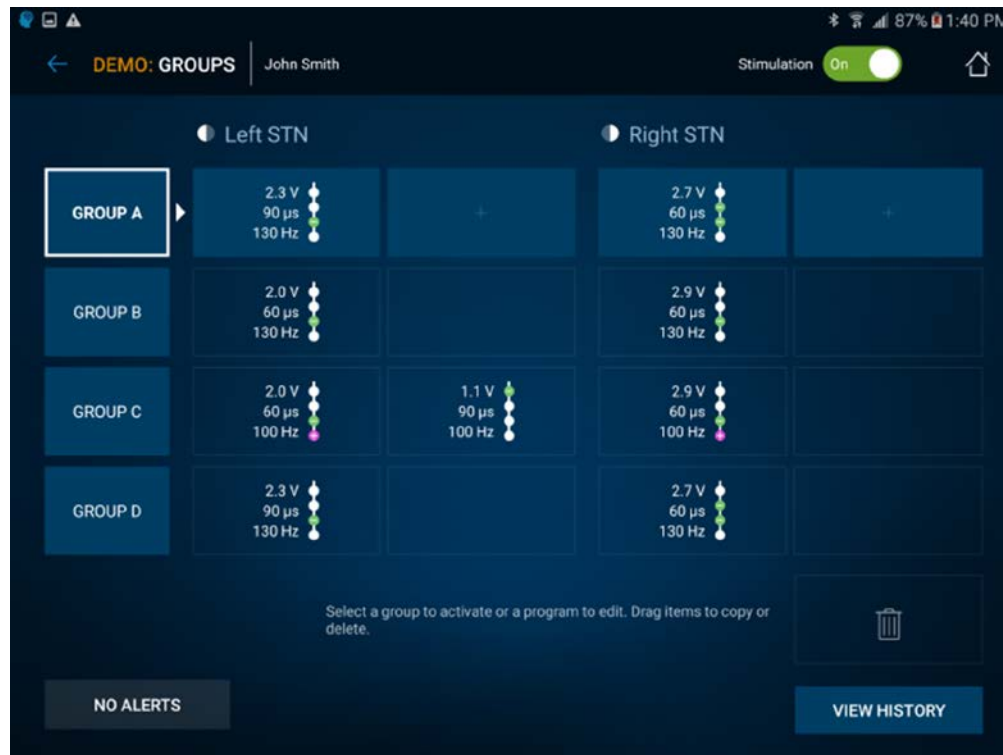 87% 1:40 PM
DEMO: GROUPS
John Smith
Stimulation
On
Left STN
Right STN
GROUP A
2.3 V
90 µs
130 Hz
+
2.7 V
60 µs
130 Hz
+
GROUP B
2.0 V
60 µs
130 Hz
2.9 V
60 µs
130 Hz
GROUP C
2.0 V
60 µs
100 Hz
1.1 V
90 µs
100 Hz
2.9 V
60 µs
100 Hz
GROUP D
2.3 V
90 µs
130 Hz
2.7 V
60 µs
130 Hz
Select a group to activate or a program to edit. Drag items to copy or
delete.
NO ALERTS
VIEW HISTORY